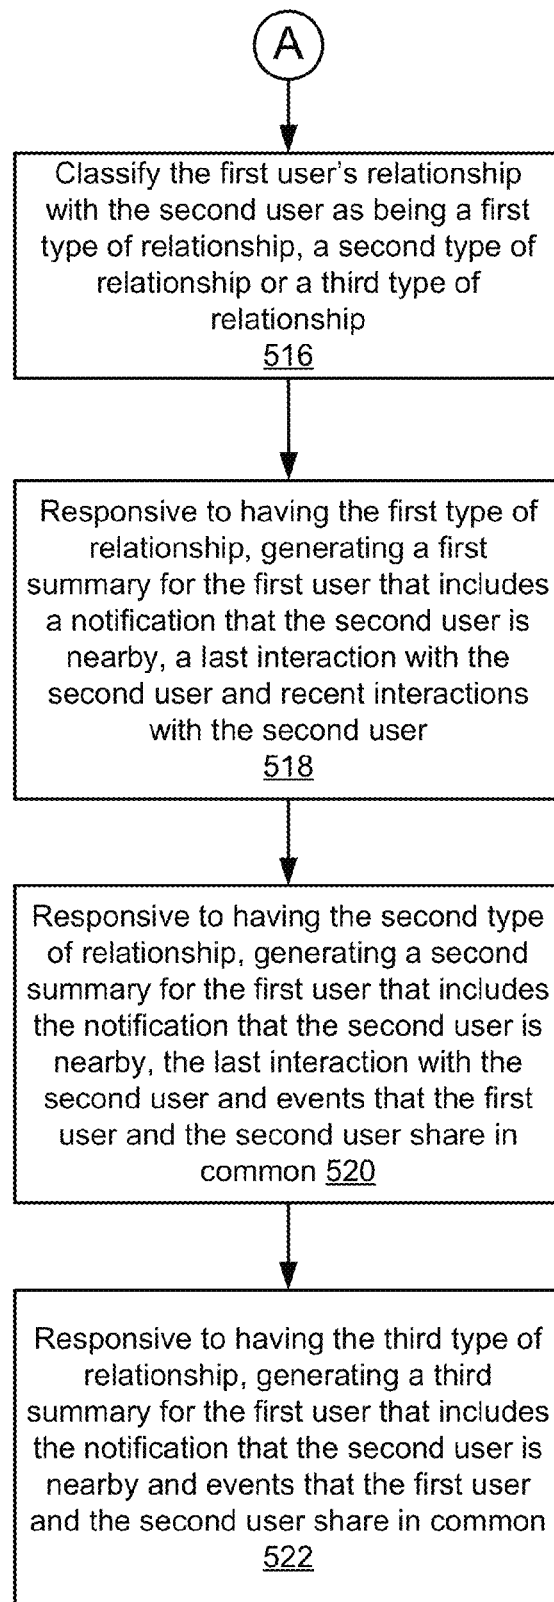 A
Classify the first user's relationship
with the second user as being a first
type of relationship, a second type of
relationship or a third type of
relationship
516
Responsive to having the first type of
relationship, generating a first
summary for the first user that includes
a notification that the second user is
nearby, a last interaction with the
second user and recent interactions
with the second user
518
Responsive to having the second type
of relationship, generating a second
summary for the first user that includes
the notification that the second user is
nearby, the last interaction with the
second user and events that the first
user and the second user share in
common 520
Responsive to having the third type of
relationship, generating a third
summary for the first user that includes
the notification that the second user is
nearby and events that the first user
and the second user share in common
522